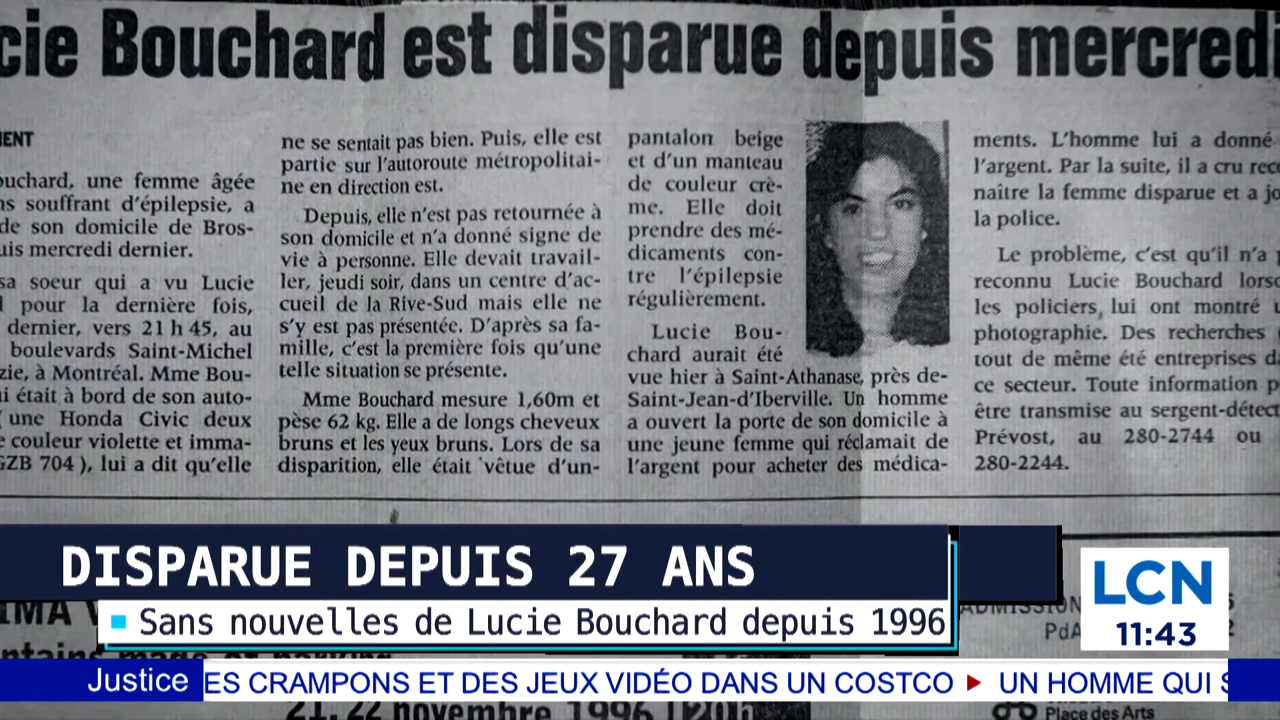 cie Bouchard est disparue depuis mercredi
MENT
ouchard, une femme âgée
ns souffrant d'épilepsie, a
de son domicile de Bros-
uis mercredi dernier.
sa soeur qui a vu Lucie
pour la dernière fois,
dernier, vers 21 h 45, au
boulevards Saint-Michel
zie, à Montréal. Mme Bou-
i était à bord de son auto-
(une Honda Civic deux
e couleur violette et imma-
GZB 704), lui a dit qu'elle
ne se sentait pas bien. Puis, elle est
partie sur l'autoroute métropolitai-
ne en direction est.
Depuis, elle n'est pas retournée à
son domicile et n'a donné signe de
vie à personne. Elle devait travail-
ler, jeudi soir, dans un centre d'ac-
cueil de la Rive-Sud mais elle ne
s'y est pas présentée. D'après sa fa-
mille, c'est la première fois qu'une
telle situation se présente.
Mme Bouchard mesure 1,60m et
pèse 62 kg. Elle a de longs cheveux
bruns et les yeux bruns. Lors de sa
disparition, elle était vêtue d'un-
pantalon beige
et d'un manteau
de couleur crè-
me. Elle doit
prendre des mé-
dicaments con-
tre l'épilepsie
régulièrement.
Lucie Bou-
chard aurait été
vue hier à Saint-Athanase, près de-
Saint-Jean-d'Iberville. Un homme
a ouvert la porte de son domicile à
une jeune femme qui réclamait de
l'argent pour acheter des médica-
ments. L'homme lui a donné
l'argent. Par la suite, il a cru reco
naître la femme disparue et a jo
la police.
Le problème, c'est qu'il n'a p
reconnu Lucie Bouchard lorsq
les policiers lui ont montré u
photographie. Des recherches
tout de même été entreprises da
ce secteur. Toute information p
être transmise au sergent-détect
Prévost, au 280-2744 ou
280-2244.
DISPARUE DEPUIS 27 ANS
Sans nouvelles de Lucie Bouchard depuis 1996
LCN
11:43
ADMISSION
PdA
Justice
ES CRAMPONS ET DES JEUX VIDÉO DANS UN COSTCO ► UN HOMME QUI S
21, 22 novembre 1996 | 20h
Place des Arts